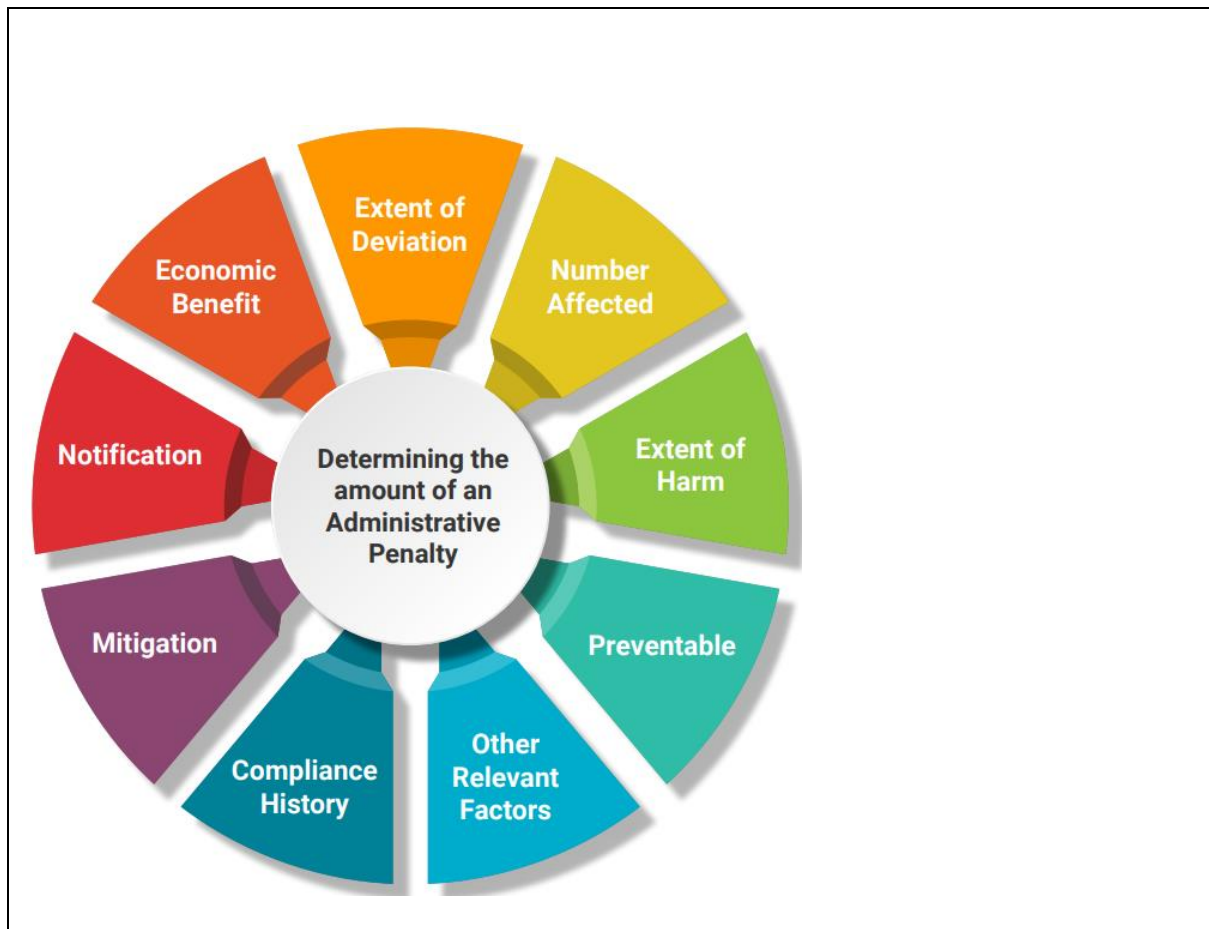 Extent of
Deviation
Number
Affected
Extent of
Harm
Preventable
Other
Relevant
Factors
Compliance
History
Mitigation
Notification
Economic
Benefit
Determining the
amount of an
Administrative
Penalty